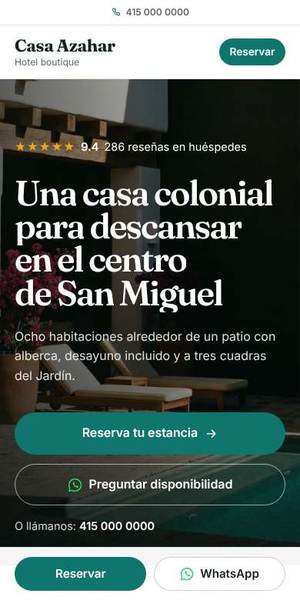 415 000 0000
Casa Azahar
Hotel boutique
Reservar
★★★★★ 9.4 286 reseñas en huéspedes
Una casa colonial
para descansar
en el centro
de San Miguel
Ocho habitaciones alrededor de un patio con
alberca, desayuno incluido y a tres cuadras
del Jardín.
Reserva tu estancia →
Preguntar disponibilidad
O llámanos: 415 000 0000
Reservar
WhatsApp